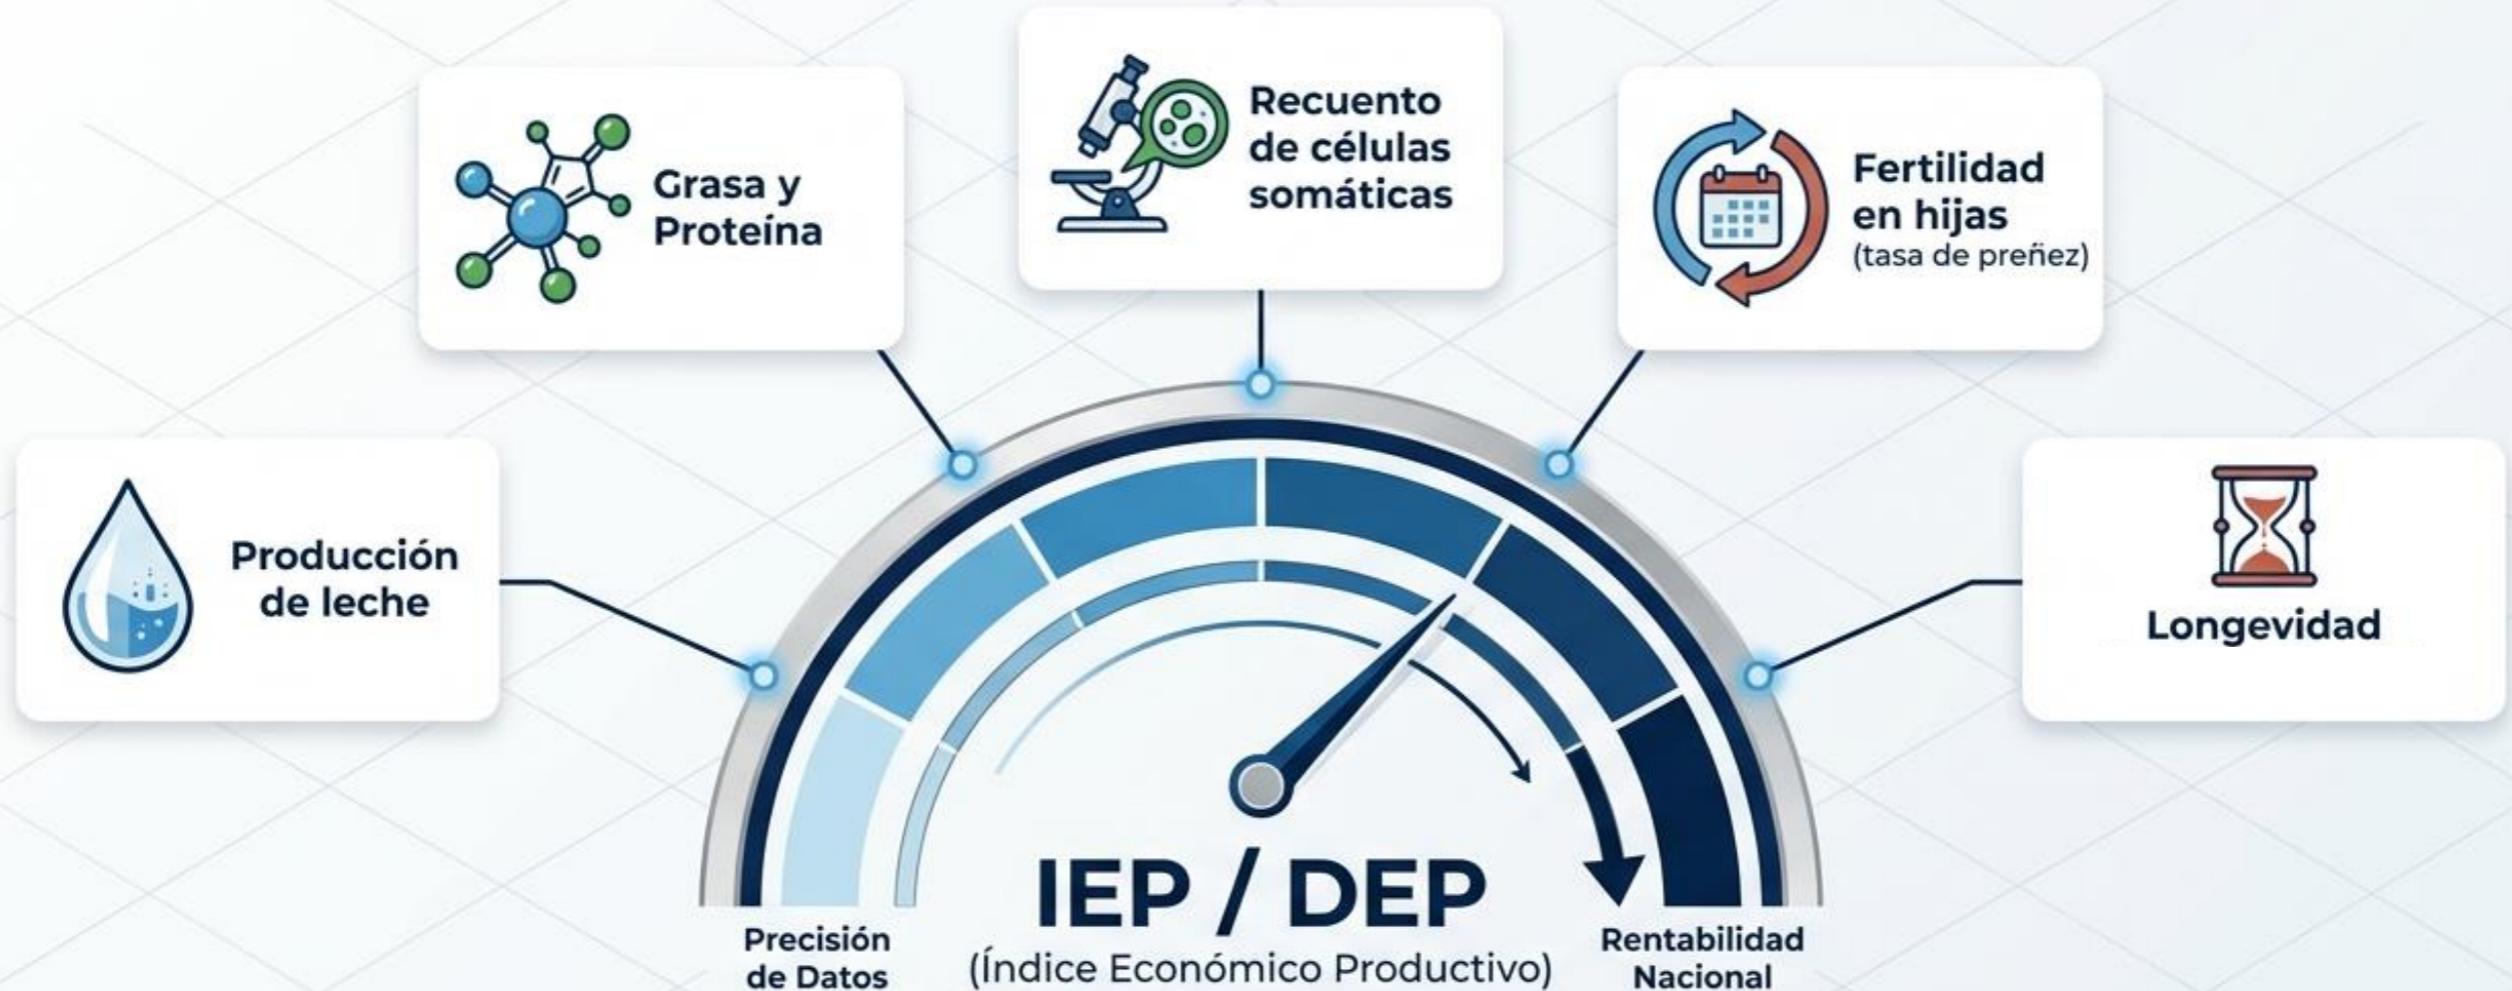 Producción
de leche
Grasa y
Proteína
Recuento
de células
somáticas
Fertilidad
en hijas
(tasa de preñez)
Longevidad
IEP / DEP
(Índice Económico Productivo)
Precisión
de Datos
Rentabilidad
Nacional